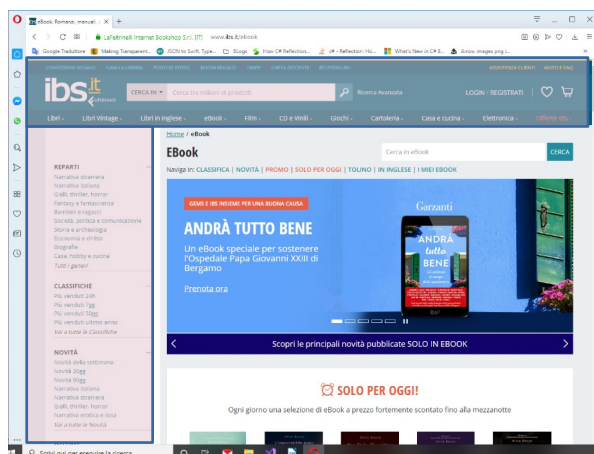 eBook. Romanzi, manuali,
LaFeltrinelli Internet Bookshop S.r.l. [IT] www.ibs.it/ebook
Google Traduttore Making Transparent... JSON to Swift, Type... 3Logs How C# Reflection... c# - Reflection: Ho... What's New in C# 8... Arrow images png i...
ASSISTENZA CLIENTI AIUTO E FAQ
ibs.it
laFeltrinelli
CERCA IN Cerca tra milioni di prodotti Ricerca Avanzata LOGIN / REGISTRATI
Libri Libri Vintage Libri in inglese eBook Film CD e Vinili Giochi Cartoleria Casa e cucina Elettronica Offerte
Home / eBook
EBook
Cerca in eBook CERCA
Naviga in: CLASSIFICA | NOVITÀ | PROMO | SOLO PER OGGI | TOLINO | IN INGLESE | I MIEI EBOOK
REPARTI
Narrativa straniera
Narrativa italiana
Gialli, thriller, horror
Fantasy e fantascienza
Bambini e ragazzi
Società, politica e comunicazione
Storia e archeologia
Economia e diritto
Biografie
Casa, hobby e cucina
Tutti i generi
CLASSIFICHE
Più venduti 24h
Più venduti 7gg
Più venduti 30gg
Più venduti ultimo anno
Vai a tutte le Classifiche
NOVITÀ
Novità della settimana
Novità 30gg
Novità 90gg
Narrativa italiana
Narrativa straniera
Gialli, thriller, horror
Narrativa erotica e rosa
Vai a tutte le Novità
GEMS E IBS INSIEME PER UNA BUONA CAUSA
ANDRÀ TUTTO BENE
Un eBook speciale per sostenere
l'Ospedale Papa Giovanni XXIII di
Bergamo
Prenota ora
Garzanti
ANDRÀ
tutto
BENE
Scopri le principali novità pubblicate SOLO IN EBOOK
SOLO PER OGGI!
Ogni giorno una selezione di eBook a prezzo fortemente scontato fino alla mezzanotte
Scrivi qui per eseguire la ricerca